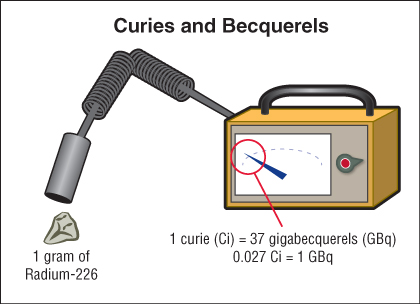 Curies and Becquerels
1 gram of
Radium-226
1 curie (Ci) = 37 gigabecquerels (GBq)
0.027 Ci = 1 GBq